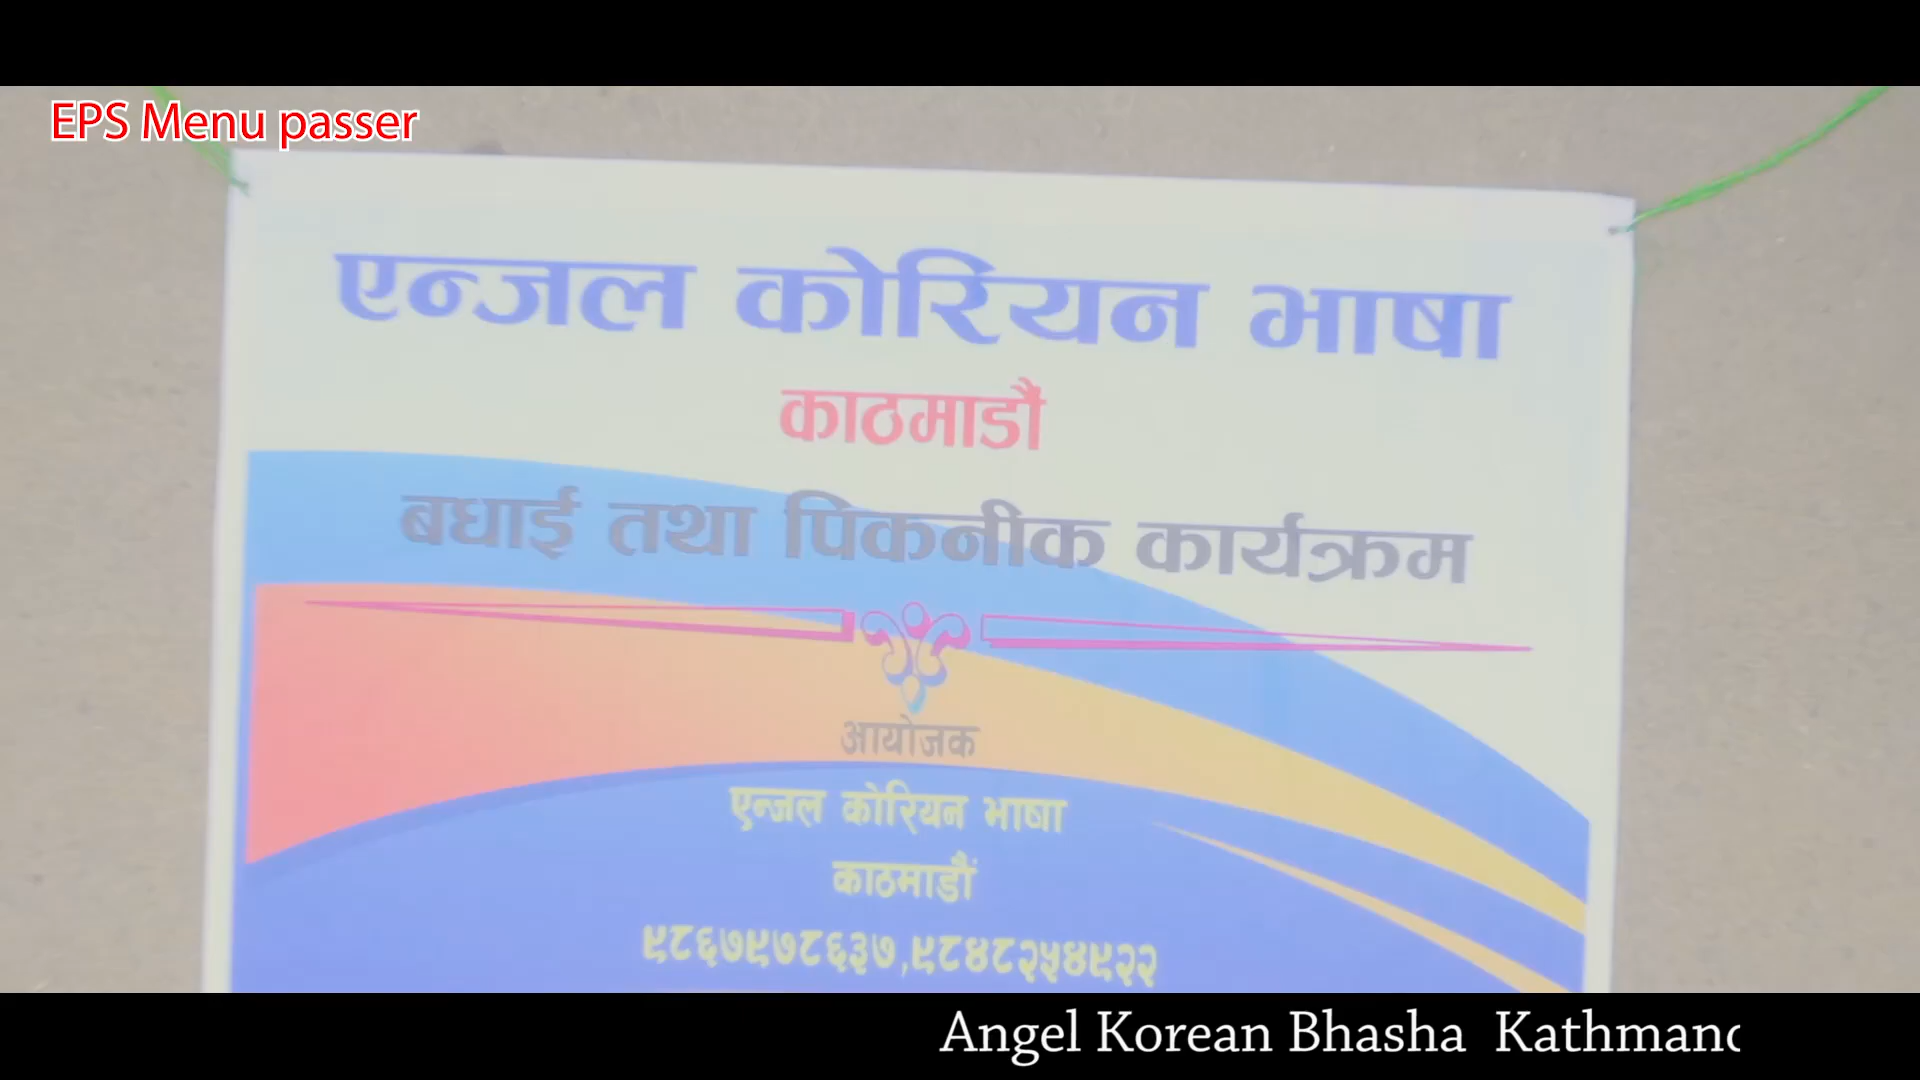 EPS Menu passer
एन्जल कोरियन भाषा
काठमाडौं
बधाई तथा पिकनीक कार्यक्रम
आयोजक
एन्जल कोरियन भाषा
काठमाडौं
९८६७९७८६३७,९८४८२५४९२२
Angel Korean Bhasha Kathmand